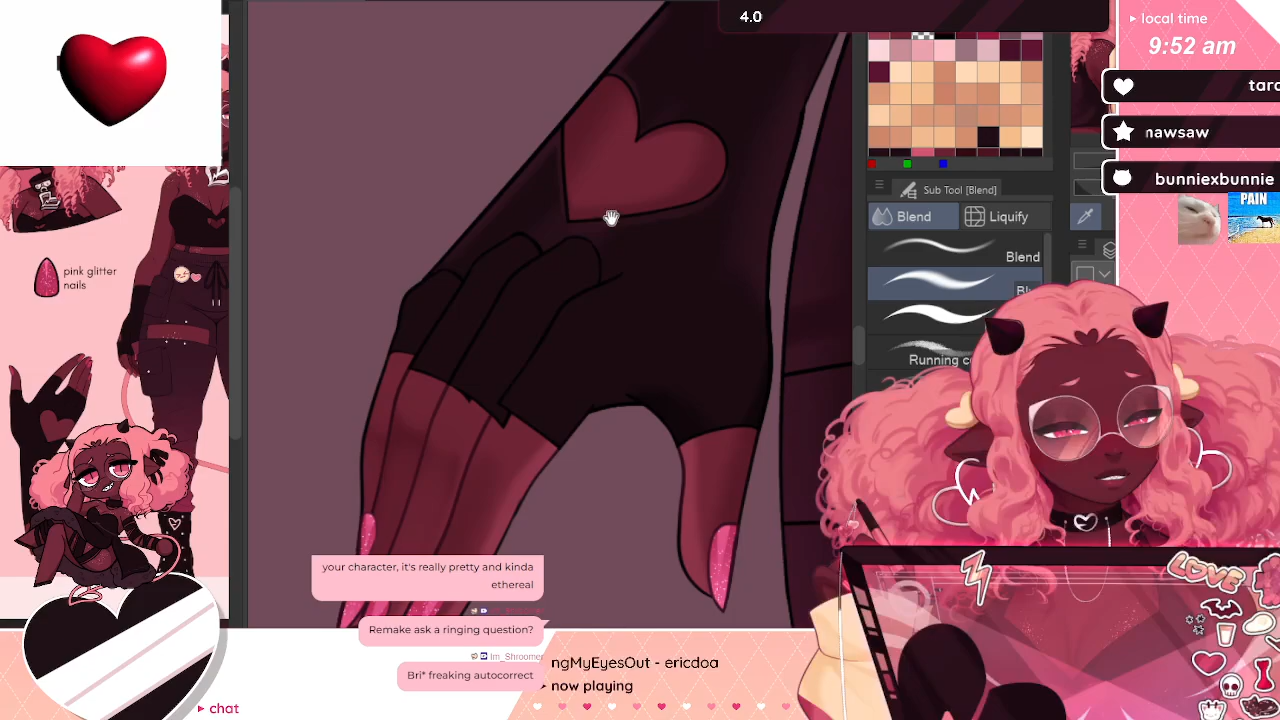 4.0
local time
9:52 am
nawsaw
bunniexbunnie
PAIN
Sub Tool [Blend]
Blend
Liquify
Blend
pink glitter
nails
your character, it's really pretty and kinda
ethereal
Remake ask a ringing question?
Im_Shroomer
Bri* freaking autocorrect
chat
ngMyEyesOut - ericdoa
now playing
LOVE